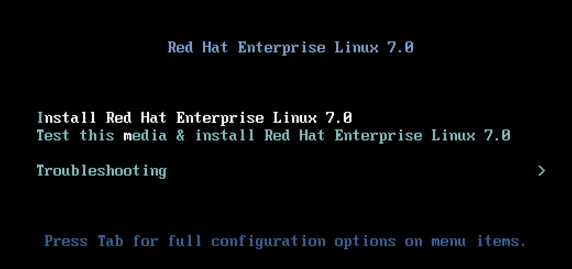 Red Hat Enterprise Linux 7.0
Install Red Hat Enterprise Linux 7.0
Test this media & install Red Hat Enterprise Linux 7.0
Troubleshooting >
Press Tab for full configuration options on menu items.